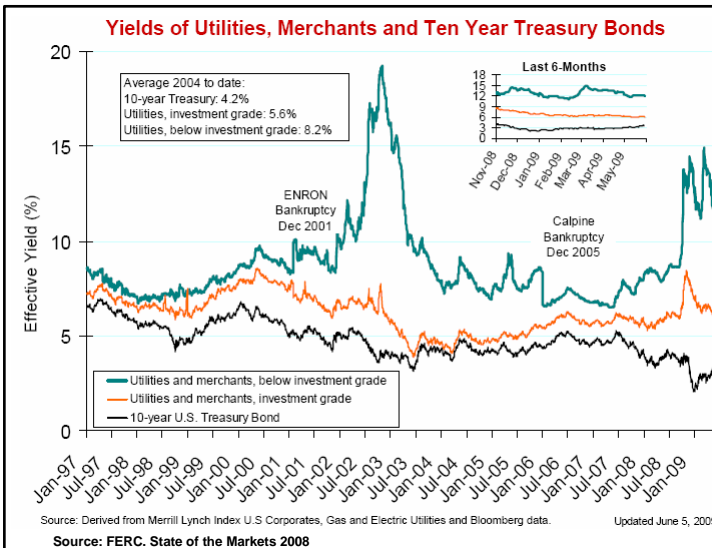 Yields of Utilities, Merchants and Ten Year Treasury Bonds
20
15
10
5
0
Effective Yield (%)
Average 2004 to date:
10-year Treasury: 4.2%
Utilities, investment grade: 5.6%
Utilities, below investment grade: 8.2%
Last 6-Months
18
15
12
9
6
3
0
Nov-08
Dec-08
Jan-09
Feb-09
Mar-09
Apr-09
May-09
ENRON
Bankruptcy
Dec 2001
Calpine
Bankruptcy
Dec 2005
Utilities and merchants, below investment grade
Utilities and merchants, investment grade
10-year U.S. Treasury Bond
Jan-97
Jul-97
Jan-98
Jul-98
Jan-99
Jul-99
Jan-00
Jul-00
Jan-01
Jul-01
Jan-02
Jul-02
Jan-03
Jul-03
Jan-04
Jul-04
Jan-05
Jul-05
Jan-06
Jul-06
Jan-07
Jul-07
Jan-08
Jul-08
Jan-09
Source: Derived from Merrill Lynch Index U.S Corporates, Gas and Electric Utilities and Bloomberg data.
Updated June 5, 2009
Source: FERC. State of the Markets 2008